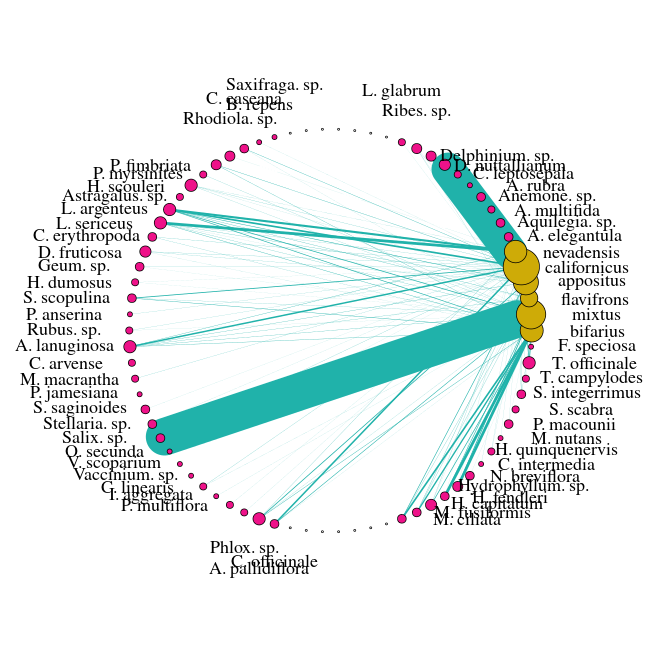 Saxifraga. sp.
L. glabrum
C. caseana
B. repens
Ribes. sp.
Rhodiola. sp.
Delphinium. sp.
P. fimbriata
D. nuttallianum
P. myrsinites
C. leptosepala
H. scouleri
A. rubra
Astragalus. sp.
Anemone. sp.
L. argenteus
A. multifida
L. sericeus
Aquilegia. sp.
C. erythropoda
A. elegantula
D. fruticosa
nevadensis
Geum. sp.
californicus
H. dumosus
appositus
S. scopulina
flavifrons
P. anserina
mixtus
Rubus. sp.
bifarius
A. lanuginosa
F. speciosa
C. arvense
T. officinale
M. macrantha
T. campylodes
P. jamesiana
S. integerrimus
S. saginoides
S. scabra
Stellaria. sp.
P. macounii
Salix. sp.
M. nutans
O. secunda
H. quinquenervis
V. scoparium
C. intermedia
Vaccinium. sp.
N. breviflora
G. linearis
Hydrophyllum. sp.
I. aggregata
H. fendleri
P. multiflora
H. capitatum
M. fusiformis
M. ciliata
Phlox. sp.
C. officinale
A. pallidiflora